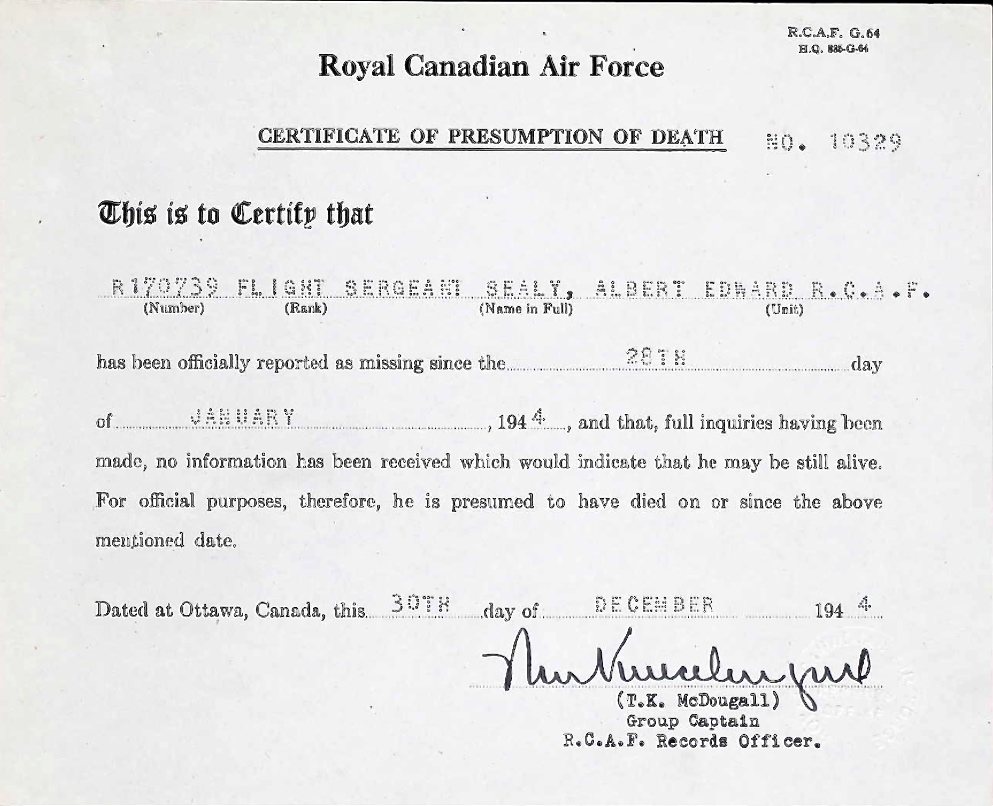 R.C.A.F. G.64
H.Q. 885-G-64
Royal Canadian Air Force
CERTIFICATE OF PRESUMPTION OF DEATH NO. 10329
This is to Certify that
R170739 FLIGHT SERGEANT SEALY, ALBERT EDWARD R.C.A.F.
(Number) (Rank) (Name in Full) (Unit)
has been officially reported as missing since the 28TH day
of JANUARY, 1944, and that, full inquiries having been
made, no information has been received which would indicate that he may be still alive.
For official purposes, therefore, he is presumed to have died on or since the above
mentioned date.
Dated at Ottawa, Canada, this 30TH day of DECEMBER 1944
(T.K. McDougall)
Group Captain
R.C.A.F. Records Officer.